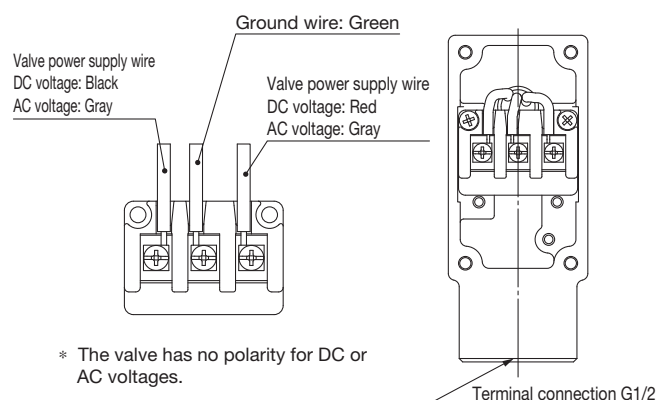 Ground wire: Green
Valve power supply wire
DC voltage: Black
AC voltage: Gray
Valve power supply wire
DC voltage: Red
AC voltage: Gray
* The valve has no polarity for DC or
AC voltages.
Terminal connection G1/2